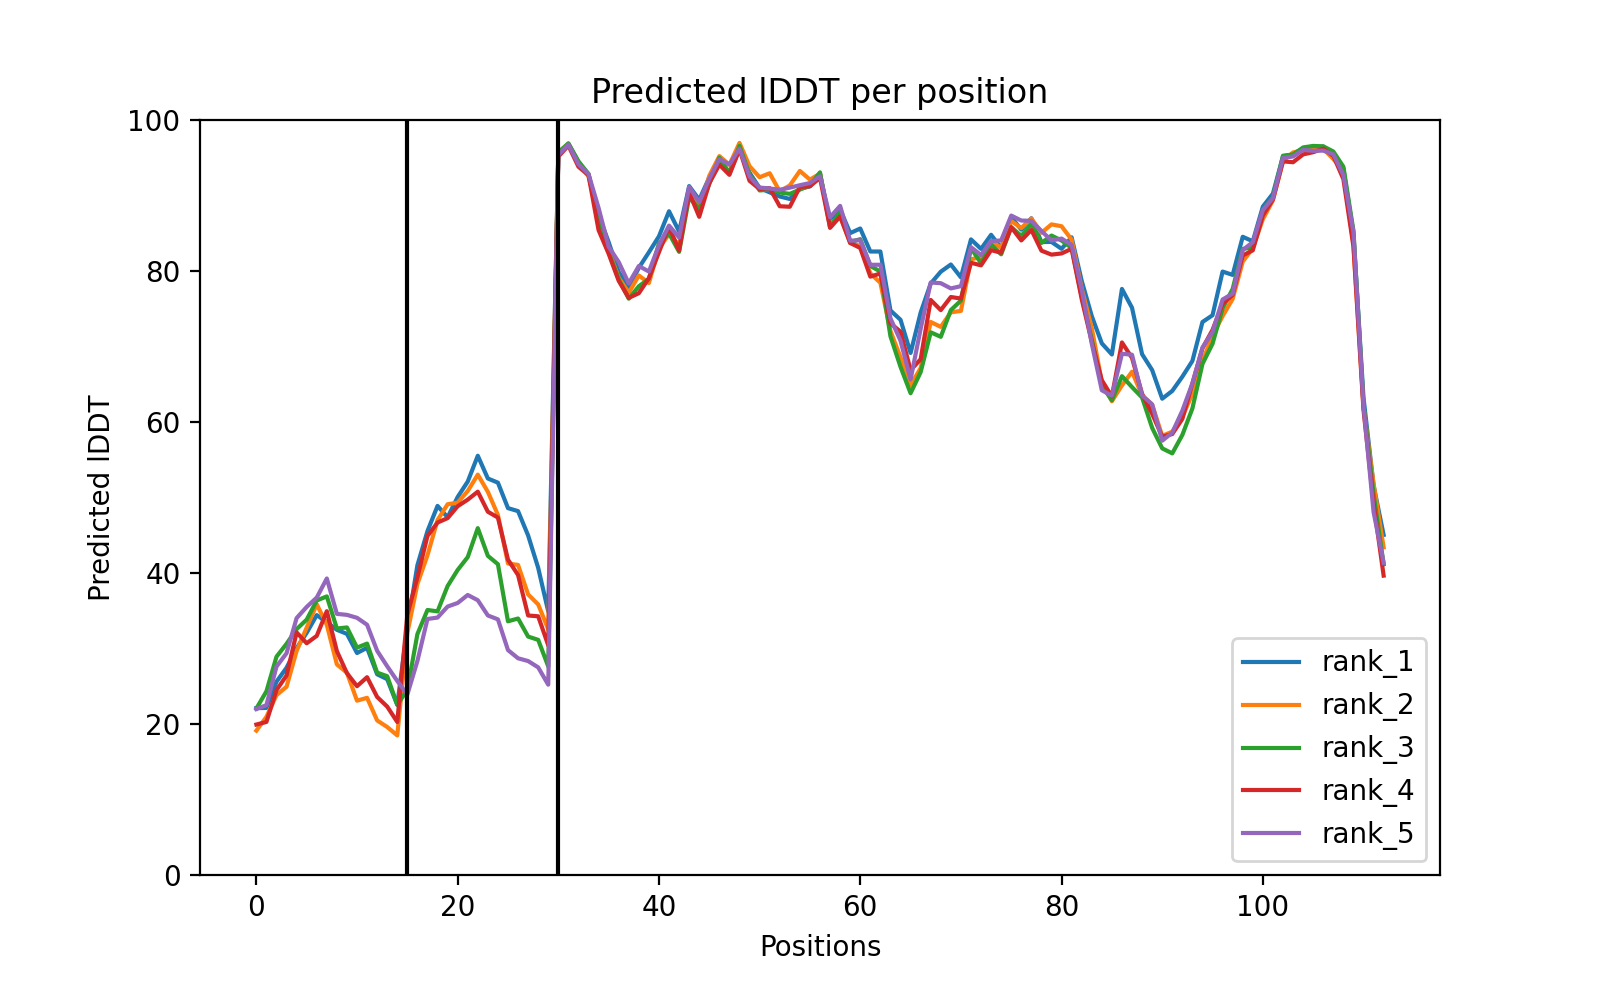 Predicted lDDT per position
Predicted lDDT
100
80
60
40
20
0
rank_1
rank_2
rank_3
rank_4
rank_5
0 20 40 60 80 100
Positions